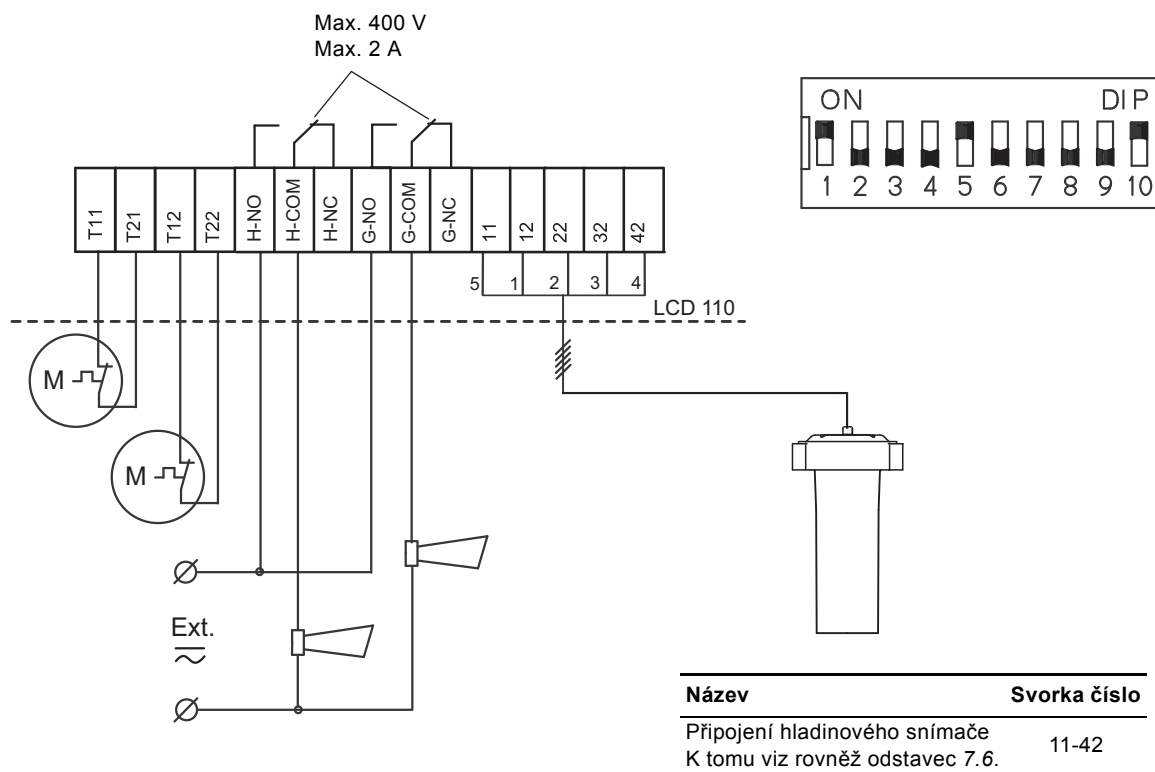 Max. 400 V
Max. 2 A
ON DIP
1 2 3 4 5 6 7 8 9 10
T11 T21 T12 T22 H-NO H-COM H-NC G-NO G-COM G-NC 11 12 22 32 42
5 1 2 3 4
LCD 110
M
M
Ext.
Název Svorka číslo
Připojení hladinového snímače
K tomu viz rovněž odstavec 7.6.
11-42